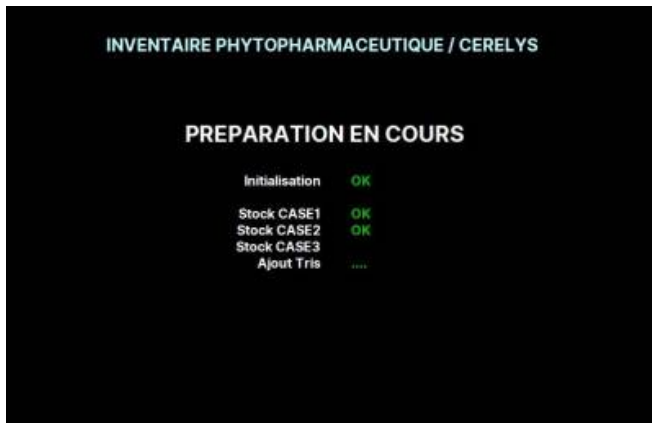 INVENTAIRE PHYTOPHARMACEUTIQUE / CERELYS
PREPARATION EN COURS
Initialisation OK
Stock CASE1 OK
Stock CASE2 OK
Stock CASE3
Ajout Tris ....